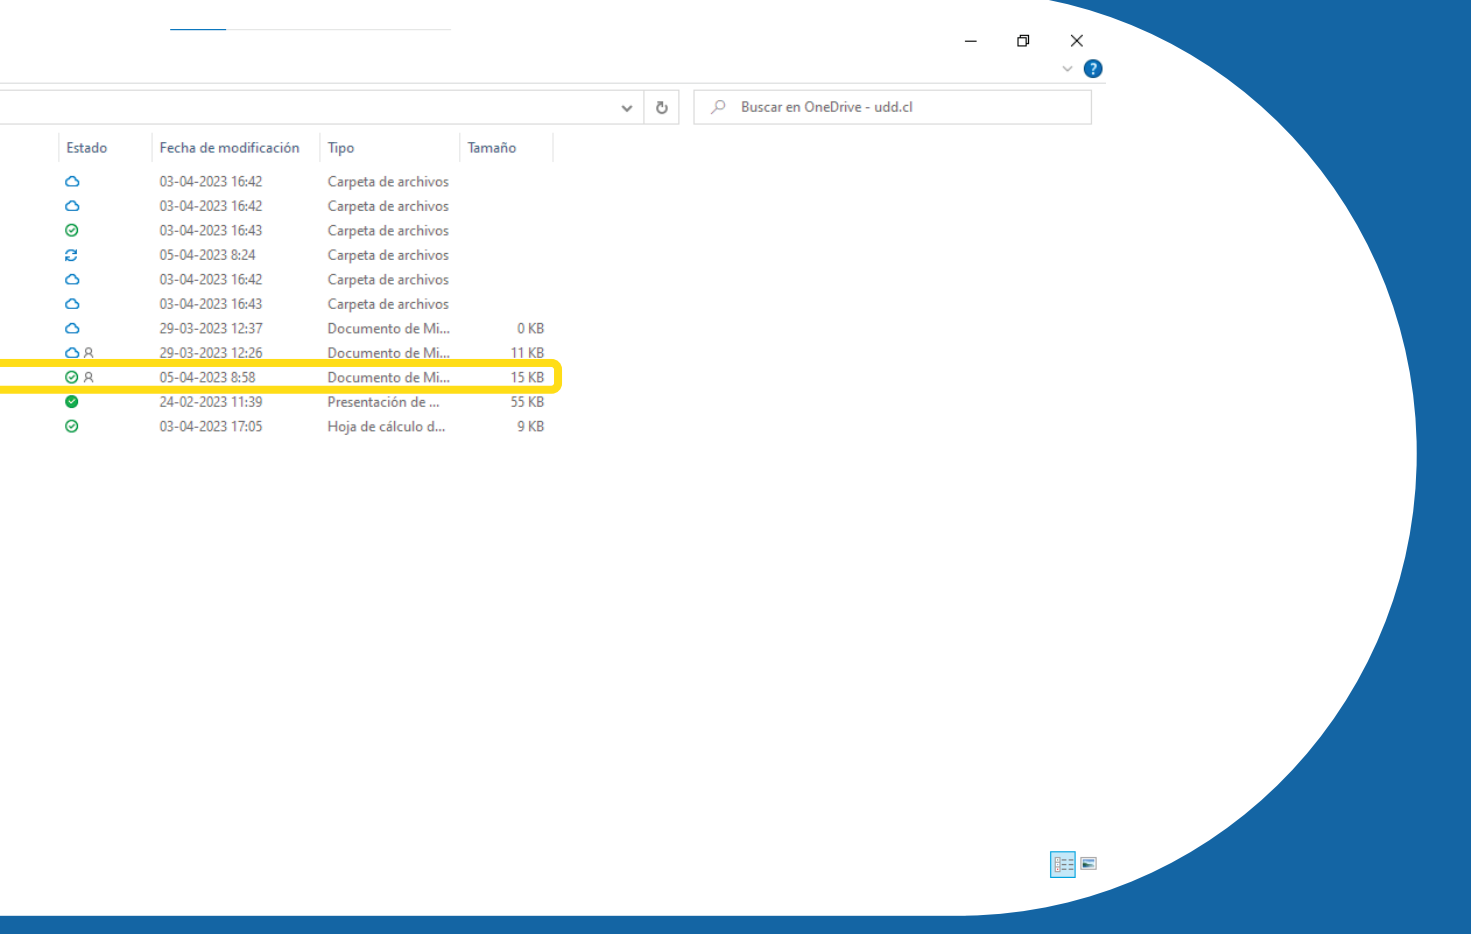 ?
Buscar en OneDrive - udd.cl
Estado Fecha de modificación Tipo Tamaño
03-04-2023 16:42 Carpeta de archivos
03-04-2023 16:42 Carpeta de archivos
03-04-2023 16:43 Carpeta de archivos
05-04-2023 8:24 Carpeta de archivos
03-04-2023 16:42 Carpeta de archivos
03-04-2023 16:43 Carpeta de archivos
29-03-2023 12:37 Documento de Mi... 0 KB
29-03-2023 12:26 Documento de Mi... 11 KB
05-04-2023 8:58 Documento de Mi... 15 KB
24-02-2023 11:39 Presentación de ... 55 KB
03-04-2023 17:05 Hoja de cálculo d... 9 KB